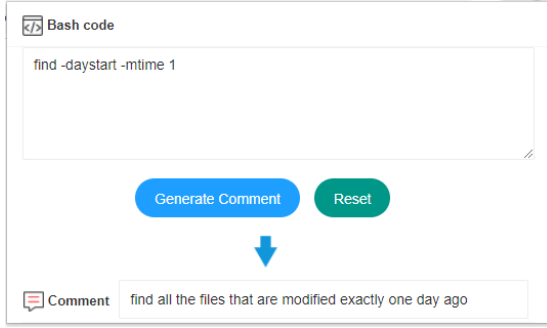 Bash code
find -daystart -mtime 1
Generate Comment Reset
Comment find all the files that are modified exactly one day ago